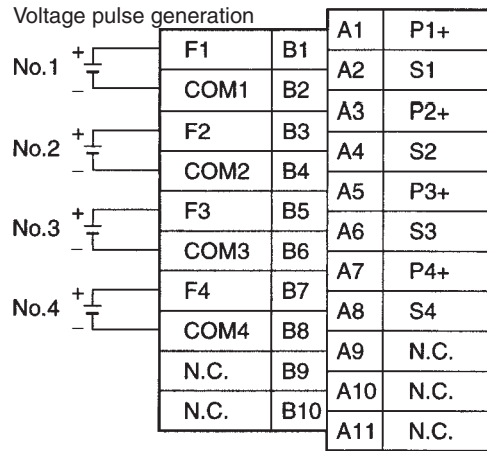 Voltage pulse generation
A1 P1+
No.1 + F1 B1
A2 S1
− COM1 B2
A3 P2+
No.2 + F2 B3
A4 S2
− COM2 B4
A5 P3+
No.3 + F3 B5
A6 S3
− COM3 B6
A7 P4+
No.4 + F4 B7
A8 S4
− COM4 B8
A9 N.C.
N.C. B9
A10 N.C.
N.C. B10
A11 N.C.